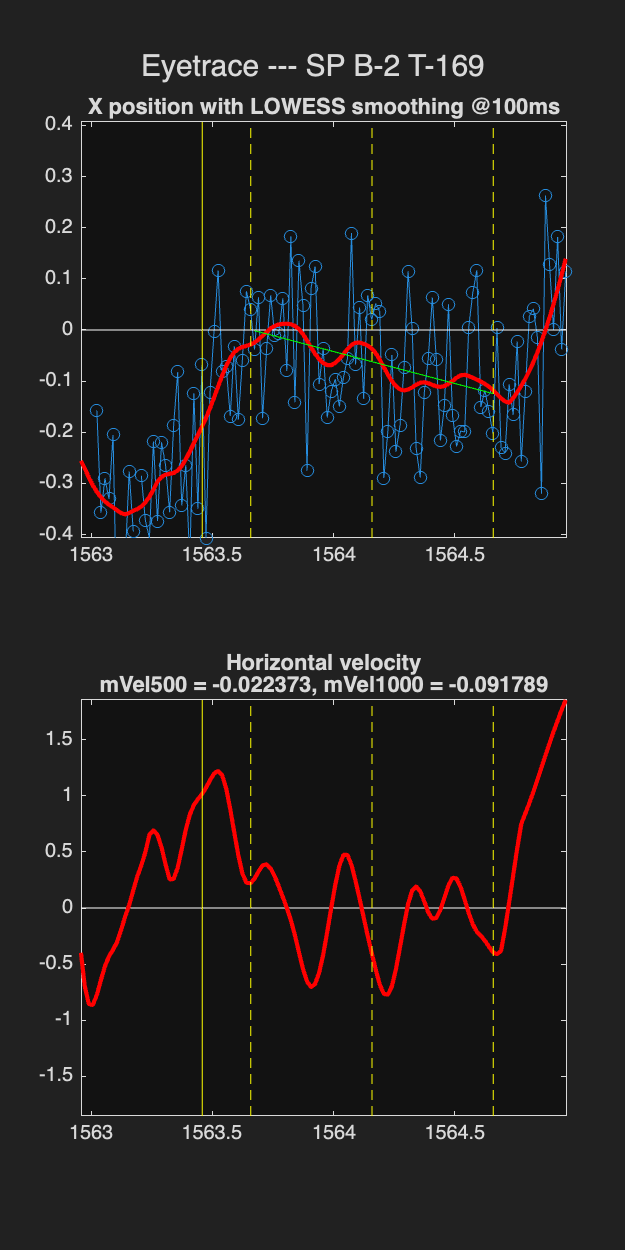 Eyetrace --- SP B-2 T-169
X position with LOWESS smoothing @100ms
0.4
0.3
0.2
0.1
0
-0.1
-0.2
-0.3
-0.4
1563 1563.5 1564 1564.5
Horizontal velocity
mVel500 = -0.022373, mVel1000 = -0.091789
1.5
1
0.5
0
-0.5
-1
-1.5
1563 1563.5 1564 1564.5